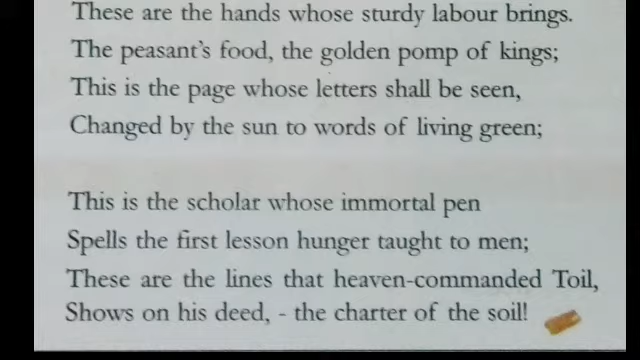 These are the hands whose sturdy labour brings.
The peasant's food, the golden pomp of kings;
This is the page whose letters shall be seen,
Changed by the sun to words of living green;
This is the scholar whose immortal pen
Spells the first lesson hunger taught to men;
These are the lines that heaven-commanded Toil,
Shows on his deed, - the charter of the soil!